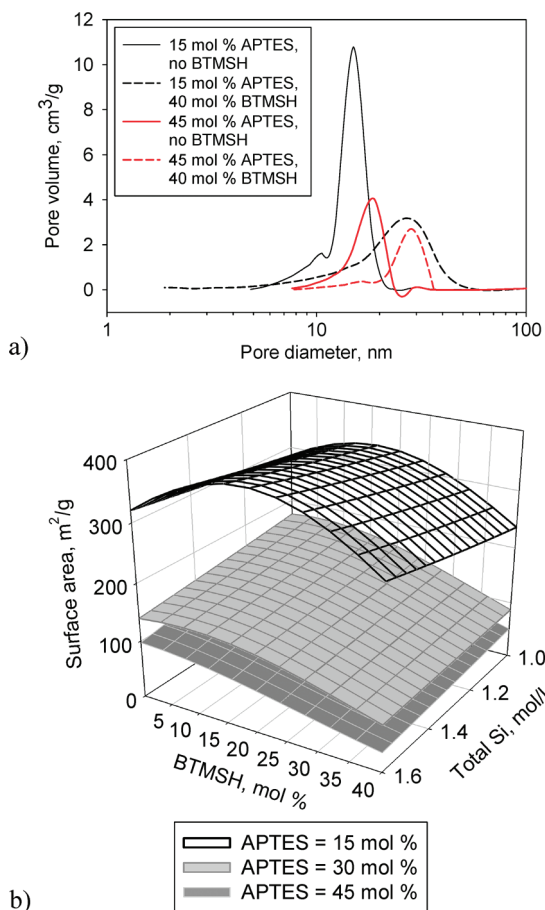 12
10
8
6
4
2
0
Pore volume, cm³/g
15 mol % APTES,
no BTMSH
15 mol % APTES,
40 mol % BTMSH
45 mol % APTES,
no BTMSH
45 mol % APTES,
40 mol % BTMSH
1 10 100
Pore diameter, nm
a)
400
300
200
100
0
Surface area, m²/g
5 10 15 20 25 30 35 40
BTMSH, mol %
1.0
1.2
1.4
1.6
Total Si, mol/l
APTES = 15 mol %
APTES = 30 mol %
APTES = 45 mol %
b)